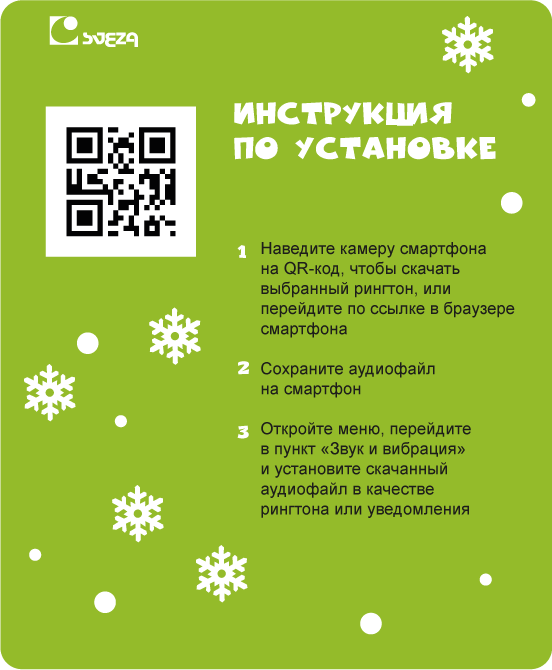 SVEZA
ИНСТРУКЦИЯ
ПО УСТАНОВКЕ
1 Наведите камеру смартфона
на QR-код, чтобы скачать
выбранный рингтон, или
перейдите по ссылке в браузере
смартфона
2 Сохраните аудиофайл
на смартфон
3 Откройте меню, перейдите
в пункт «Звук и вибрация»
и установите скачанный
аудиофайл в качестве
рингтона или уведомления